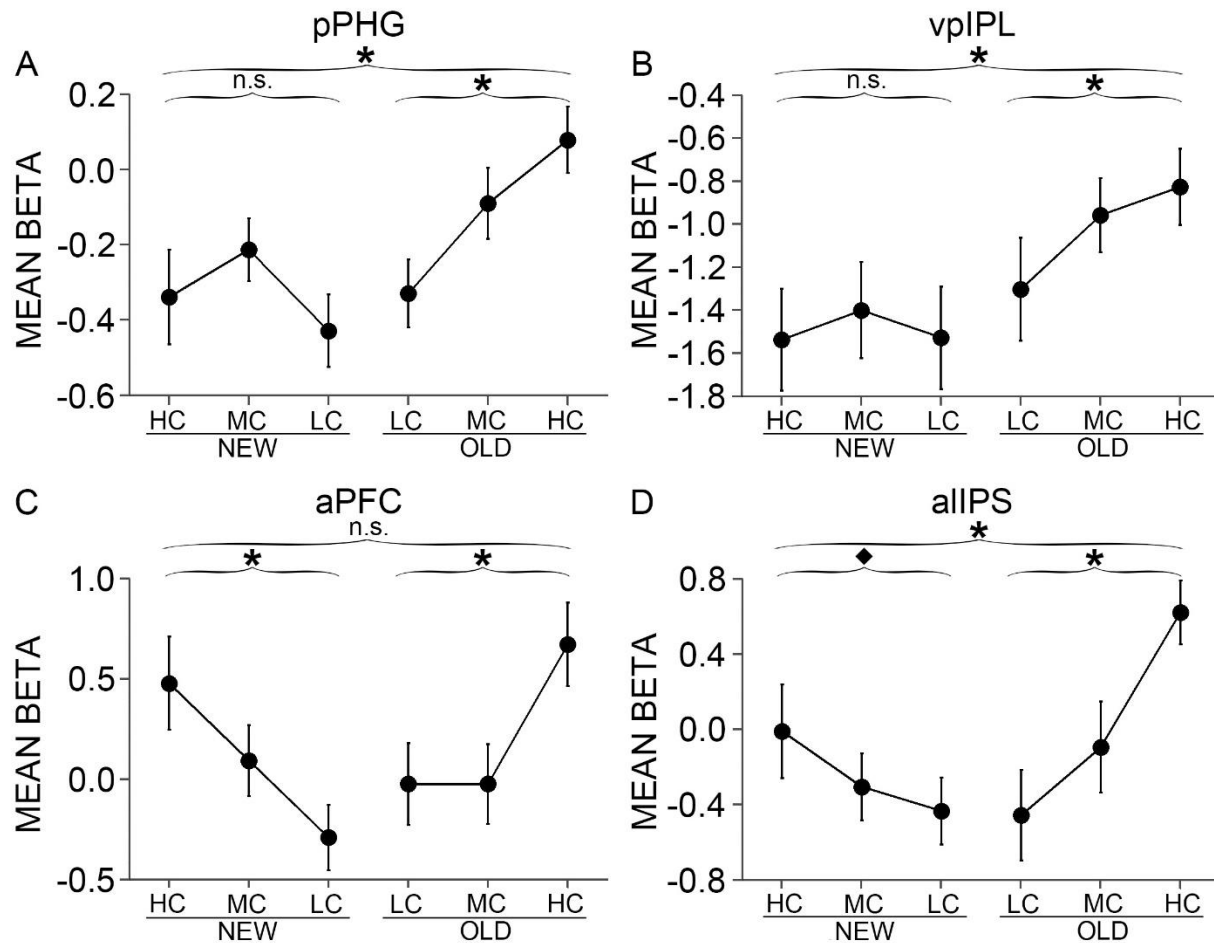 pPHG
A
*
n.s.
*
MEAN BETA
0.2
0.0
-0.2
-0.4
-0.6
HC MC LC LC MC HC
NEW OLD
vpIPL
B
*
n.s.
*
MEAN BETA
-0.4
-0.6
-0.8
-1.0
-1.2
-1.4
-1.6
-1.8
HC MC LC LC MC HC
NEW OLD
C
aPFC
n.s.
* *
MEAN BETA
1.0
0.5
0.0
-0.5
HC MC LC LC MC HC
NEW OLD
D
alIPS
*
◆ *
MEAN BETA
0.8
0.4
0.0
-0.4
-0.8
HC MC LC LC MC HC
NEW OLD